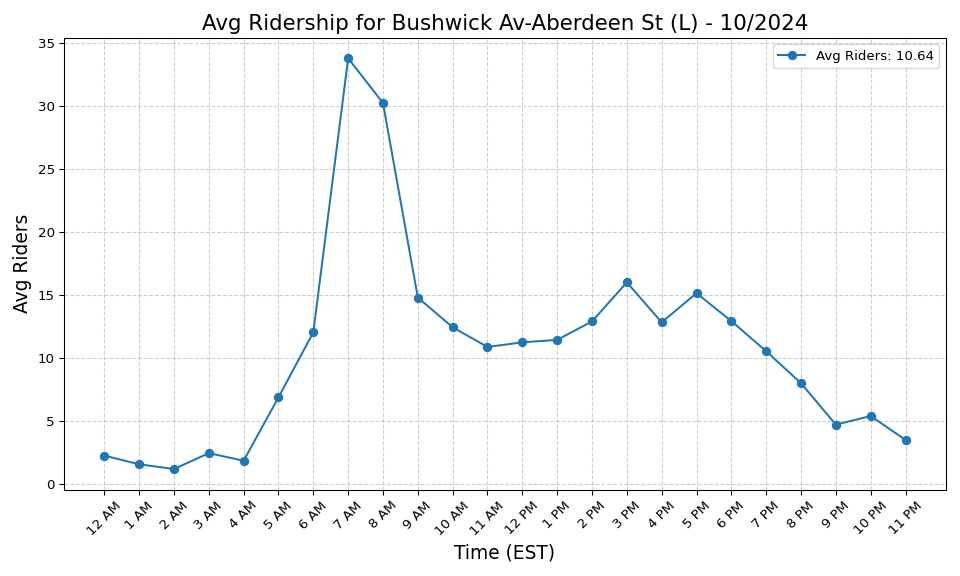 Avg Ridership for Bushwick Av-Aberdeen St (L) - 10/2024
Avg Riders: 10.64
Avg Riders
35
30
25
20
15
10
5
0
12 AM 1 AM 2 AM 3 AM 4 AM 5 AM 6 AM 7 AM 8 AM 9 AM 10 AM 11 AM 12 PM 1 PM 2 PM 3 PM 4 PM 5 PM 6 PM 7 PM 8 PM 9 PM 10 PM 11 PM
Time (EST)